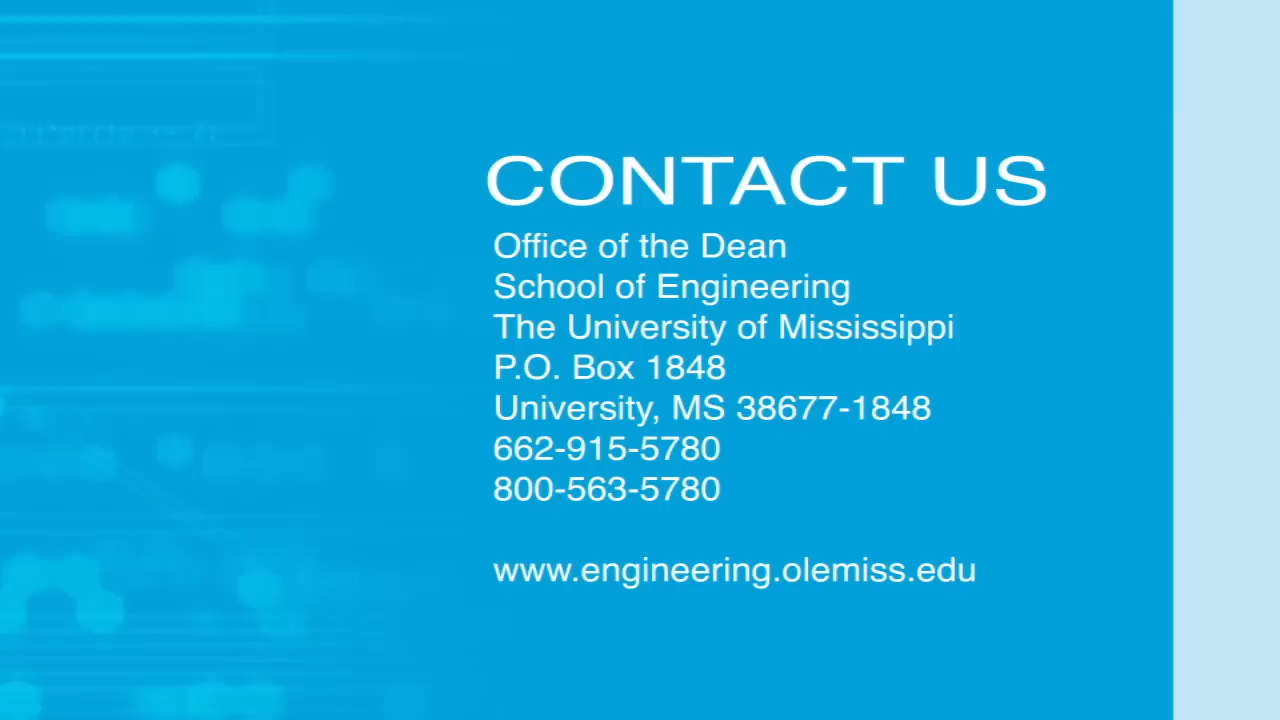 CONTACT US
Office of the Dean
School of Engineering
The University of Mississippi
P.O. Box 1848
University, MS 38677-1848
662-915-5780
800-563-5780
www.engineering.olemiss.edu